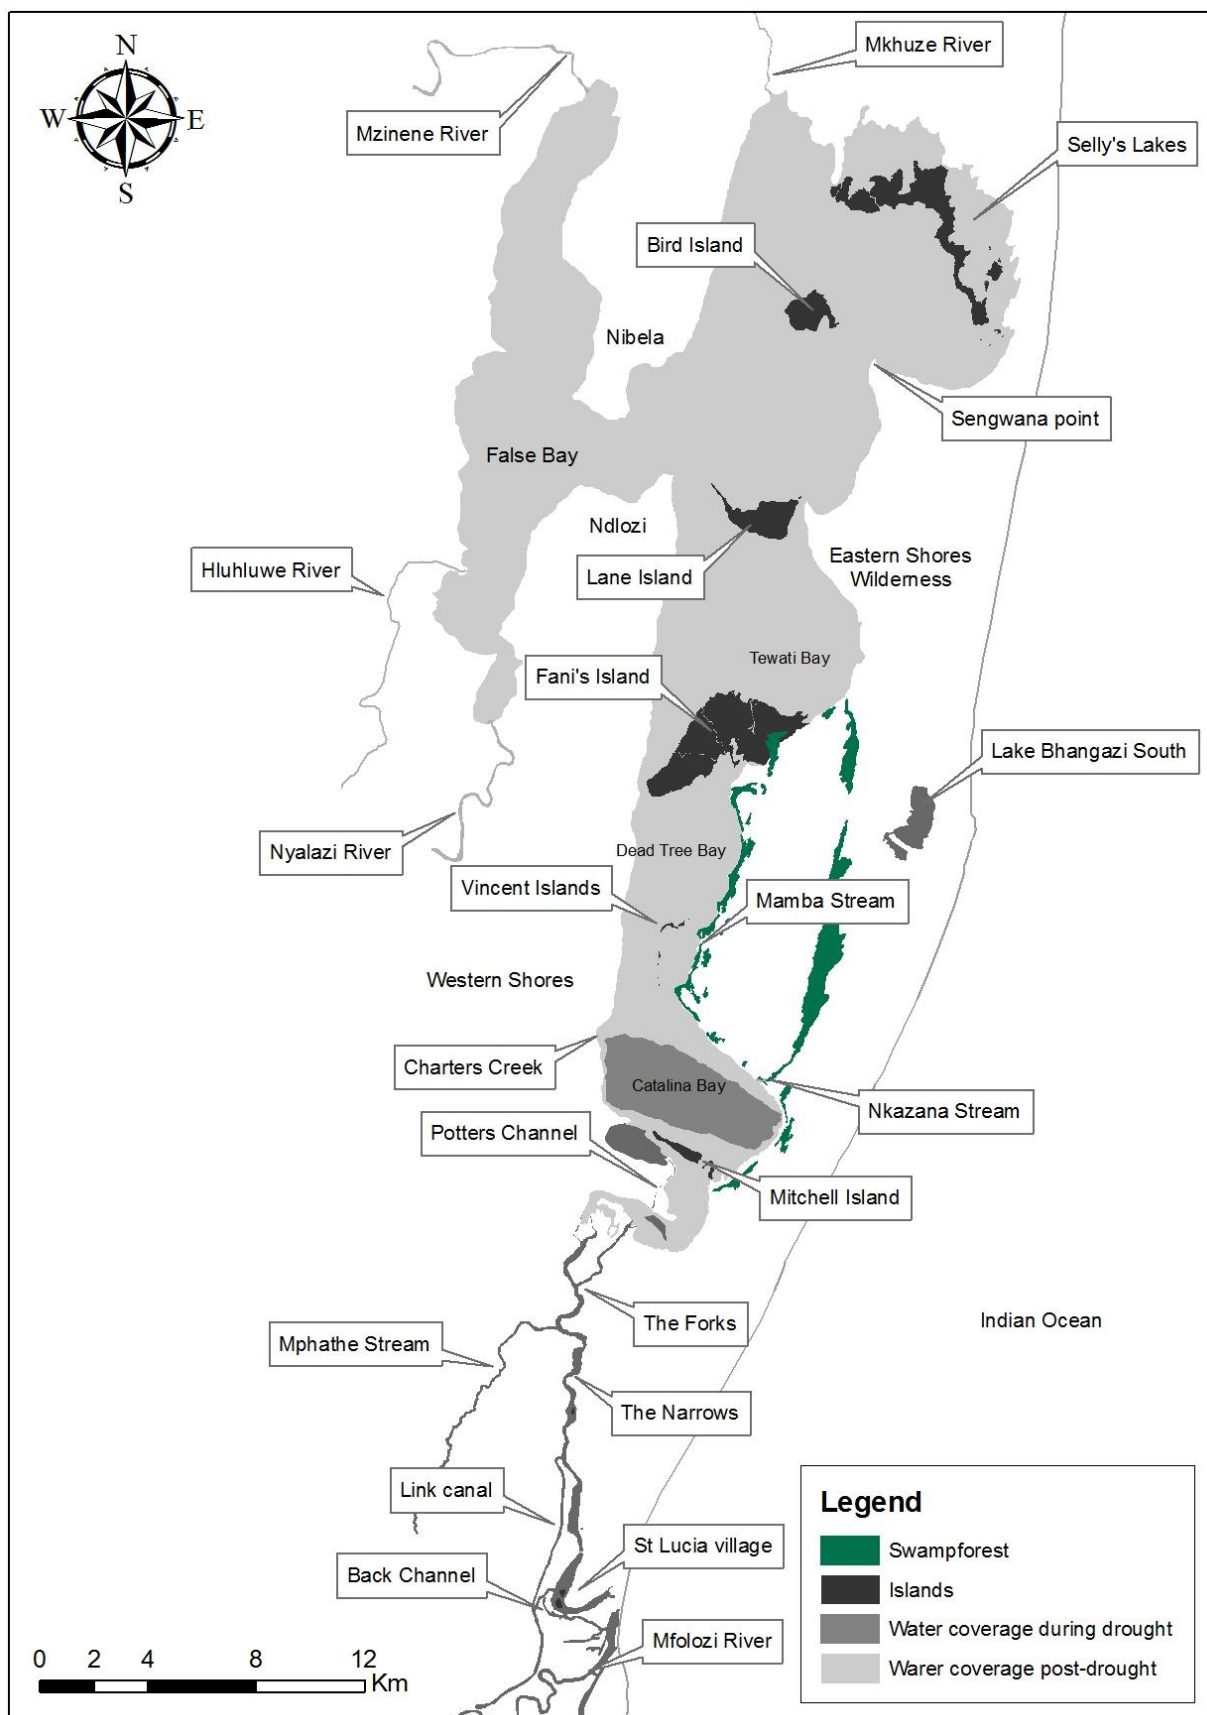 N
Mkhuze River
W
E
Mzinene River
Selly's Lakes
S
Bird Island
Nibela
Sengwana point
False Bay
Ndlozi
Eastern Shores
Wilderness
Hluhluwe River
Lane Island
Tewati Bay
Fani's Island
Lake Bhangazi South
Nyalazi River
Dead Tree Bay
Vincent Islands
Mamba Stream
Western Shores
Charters Creek
Catalina Bay
Nkazana Stream
Potters Channel
Mitchell Island
The Forks
Indian Ocean
Mphathe Stream
The Narrows
Link canal
St Lucia village
Back Channel
Mfolozi River
0 2 4 8 12
Km
Legend
Swampforest
Islands
Water coverage during drought
Warer coverage post-drought